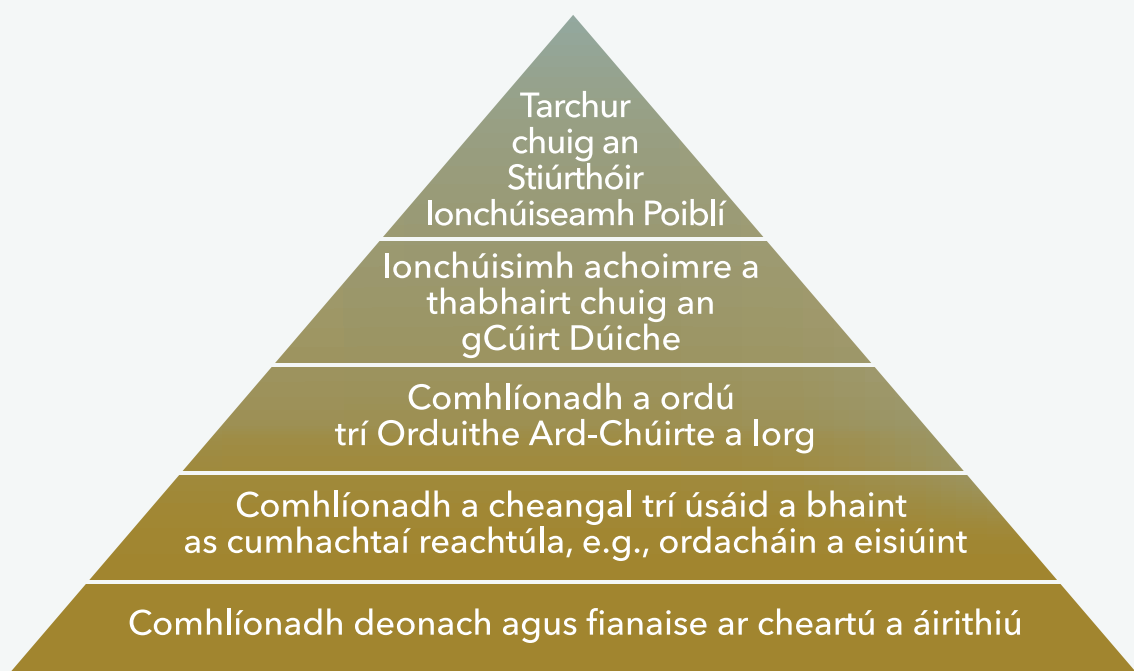 Tarchur
chuig an
Stiúrthóir
Ionchúiseamh Poiblí
Ionchúisimh achoimre a
thabhairt chuig an
gCúirt Dúiche
Comhlíonadh a ordú
trí Orduithe Ard-Chúirte a lorg
Comhlíonadh a cheangal trí úsáid a bhaint
as cumhachtaí reachtúla, e.g., ordacháin a eisiúint
Comhlíonadh deonach agus fianaise ar cheartú a áirithiú